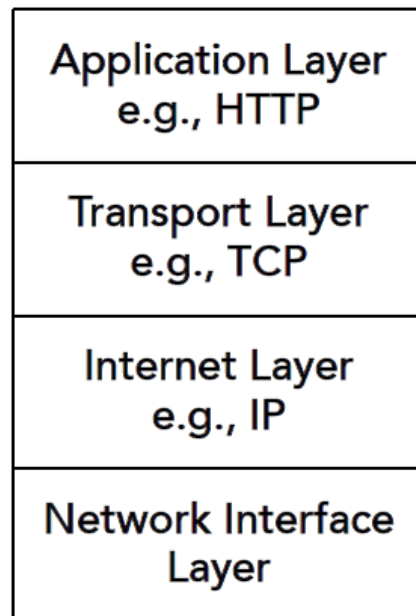 Application Layer
e.g., HTTP
Transport Layer
e.g., TCP
Internet Layer
e.g., IP
Network Interface
Layer